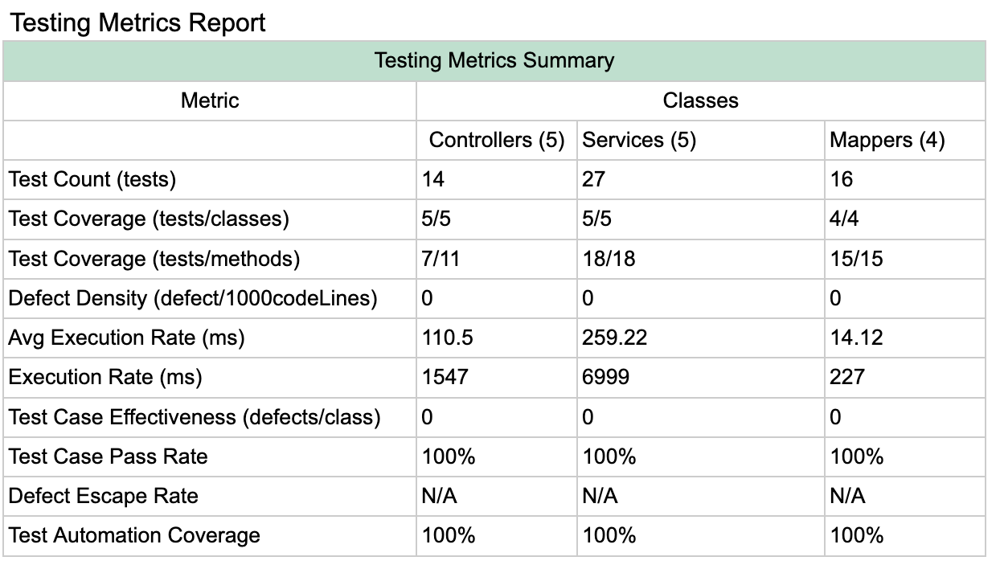 Testing Metrics Report
Testing Metrics Summary
Metric Classes
Controllers (5) Services (5) Mappers (4)
Test Count (tests) 14 27 16
Test Coverage (tests/classes) 5/5 5/5 4/4
Test Coverage (tests/methods) 7/11 18/18 15/15
Defect Density (defect/1000codeLines) 0 0 0
Avg Execution Rate (ms) 110.5 259.22 14.12
Execution Rate (ms) 1547 6999 227
Test Case Effectiveness (defects/class) 0 0 0
Test Case Pass Rate 100% 100% 100%
Defect Escape Rate N/A N/A N/A
Test Automation Coverage 100% 100% 100%